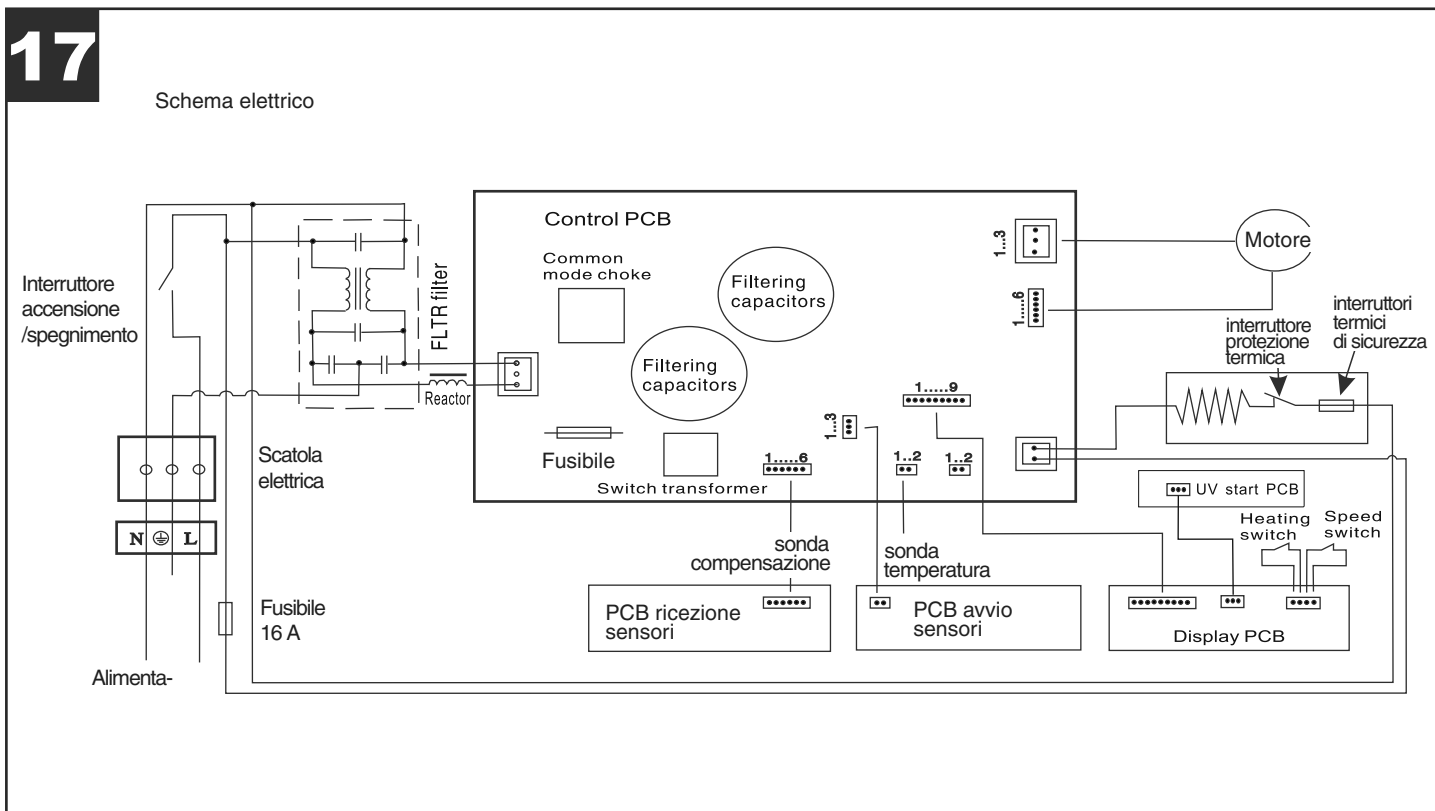 17
Schema elettrico
Interruttore
accensione
/spegnimento
FLTR filter
Reactor
Control PCB
Common
mode choke
Filtering
capacitors
Filtering
capacitors
Fusibile
Switch transformer
1.....6
1...3
1..2
1..2
1.....9
1...3
1....6
Motore
interruttore
protezione
termica
interruttori
termici
di sicurezza
Scatola
elettrica
N L
Fusibile
16 A
Alimenta-
sonda
compensazione
sonda
temperatura
PCB ricezione
sensori
PCB avvio
sensori
UV start PCB
Heating
switch
Speed
switch
Display PCB